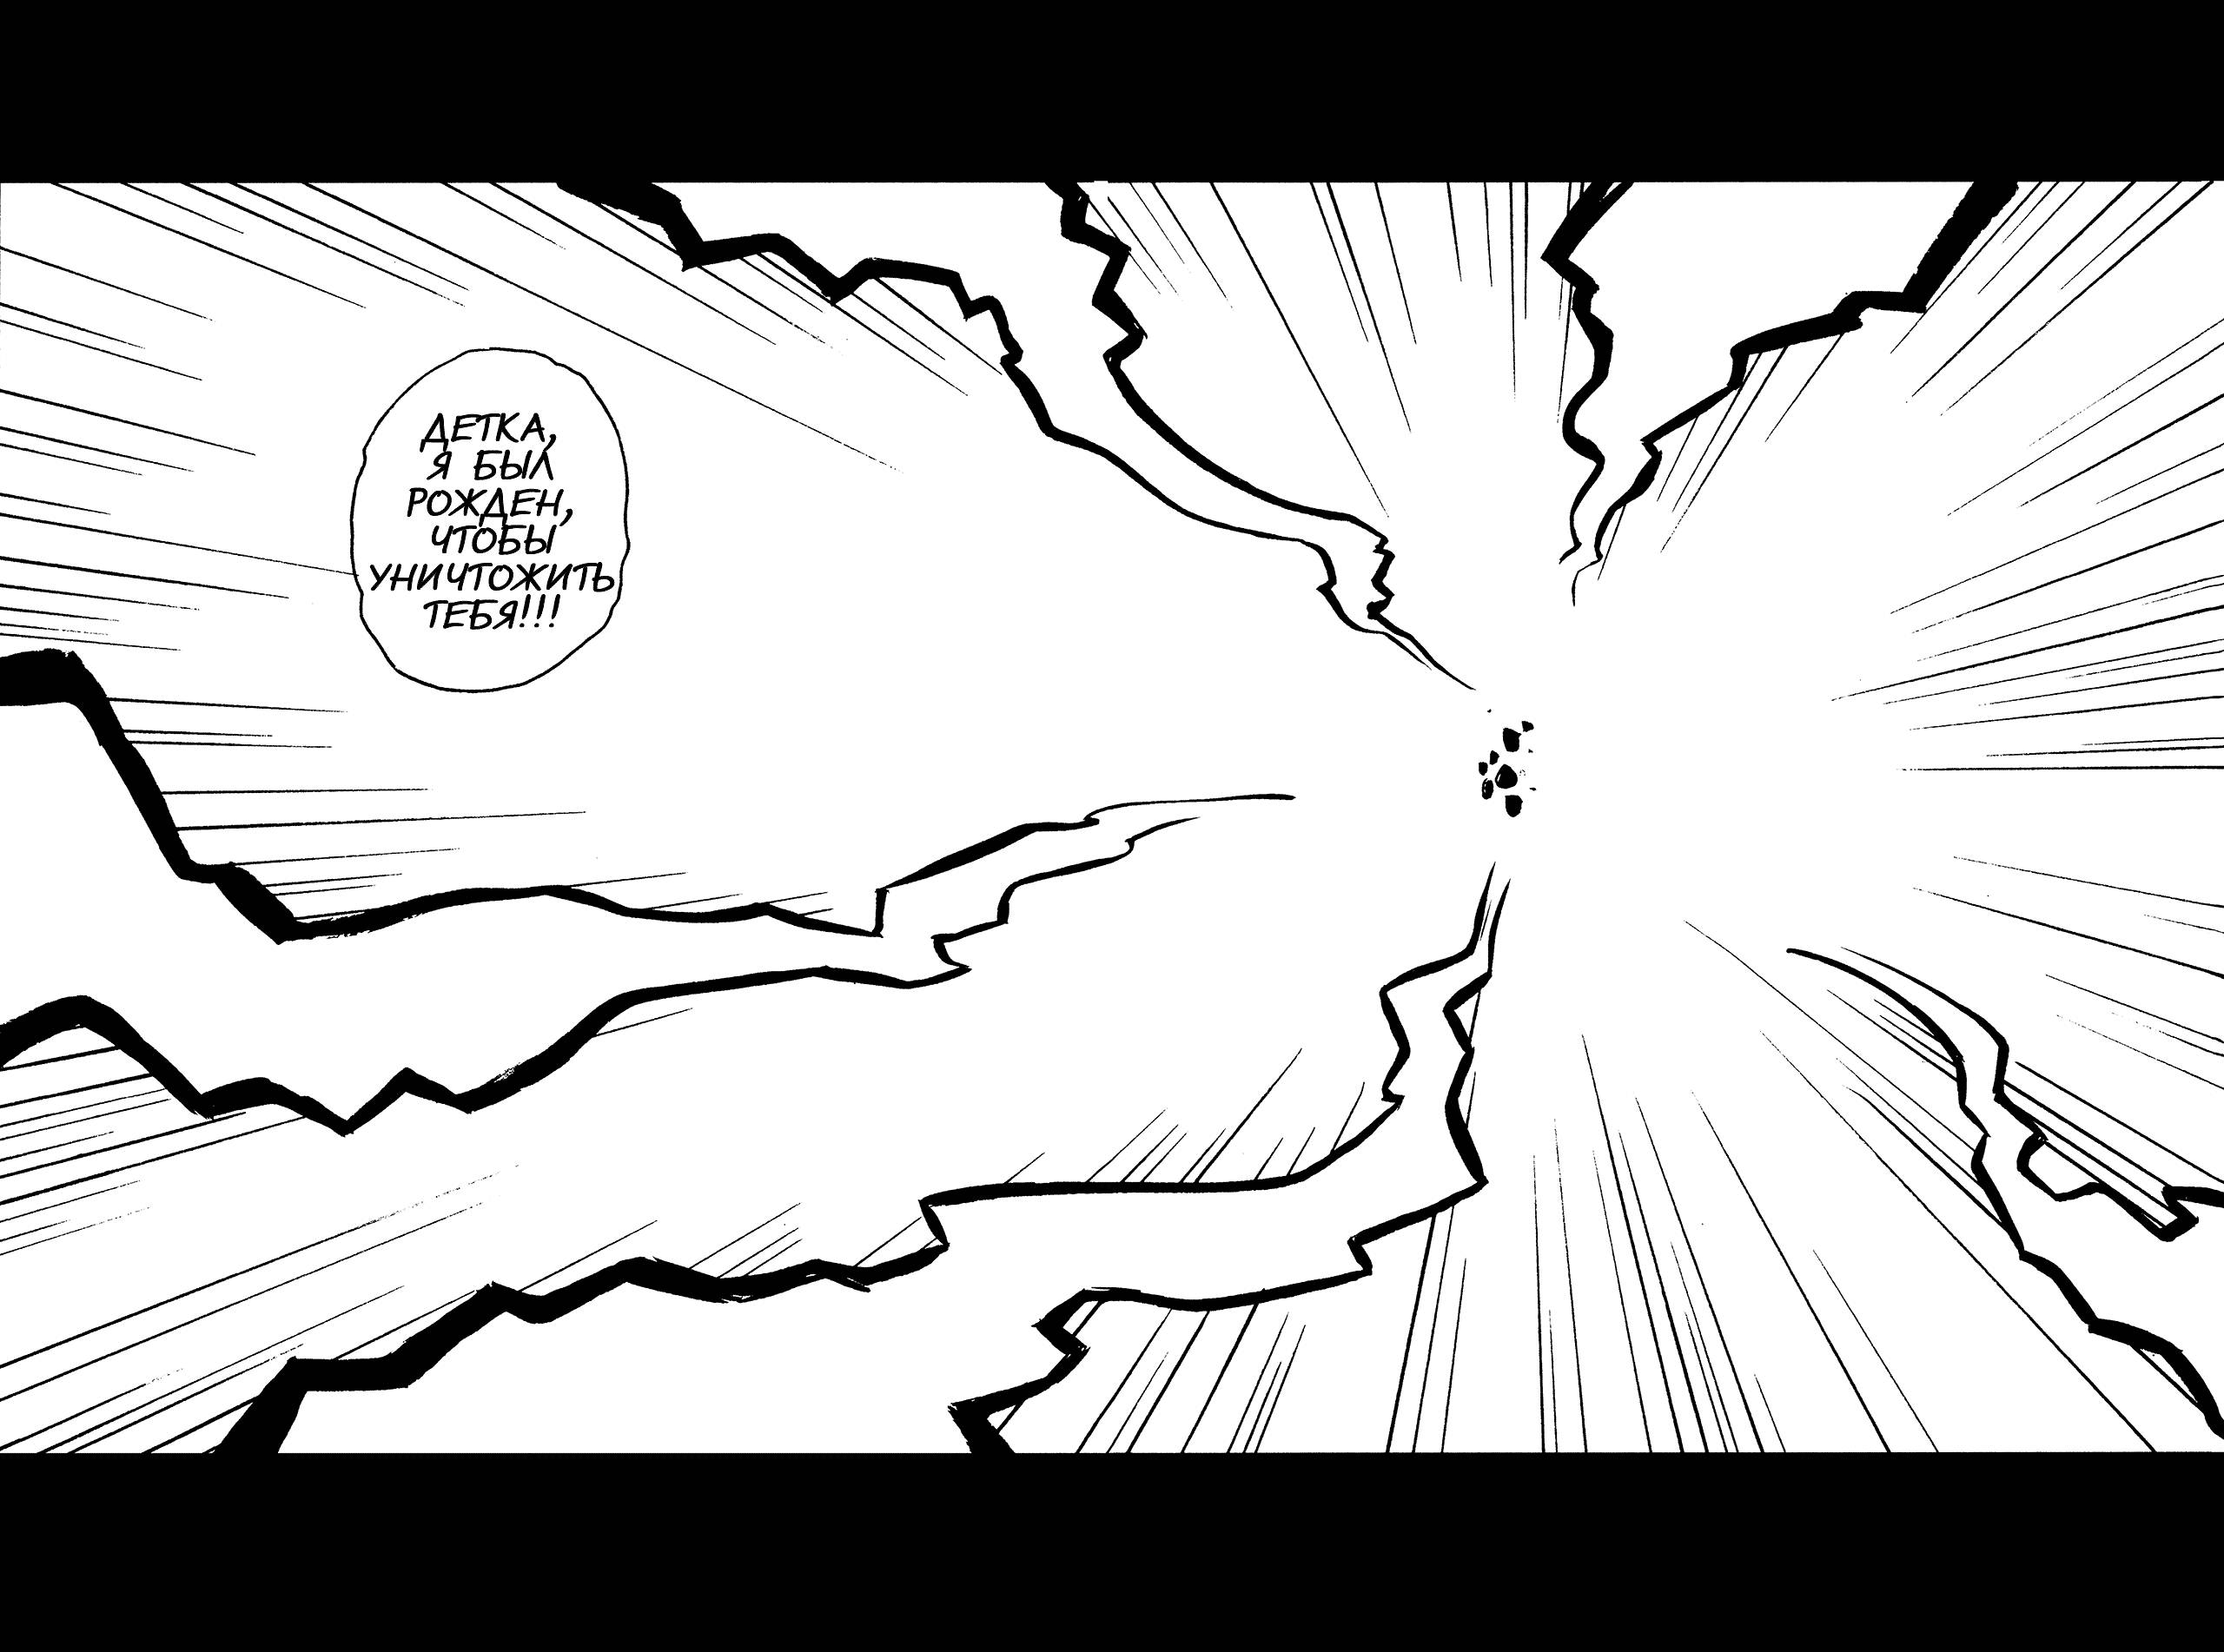 ДЕТКА,
Я БЫЛ
РОЖДЕН,
ЧТОБЫ
УНИЧТОЖИТЬ
ТЕБЯ!!!